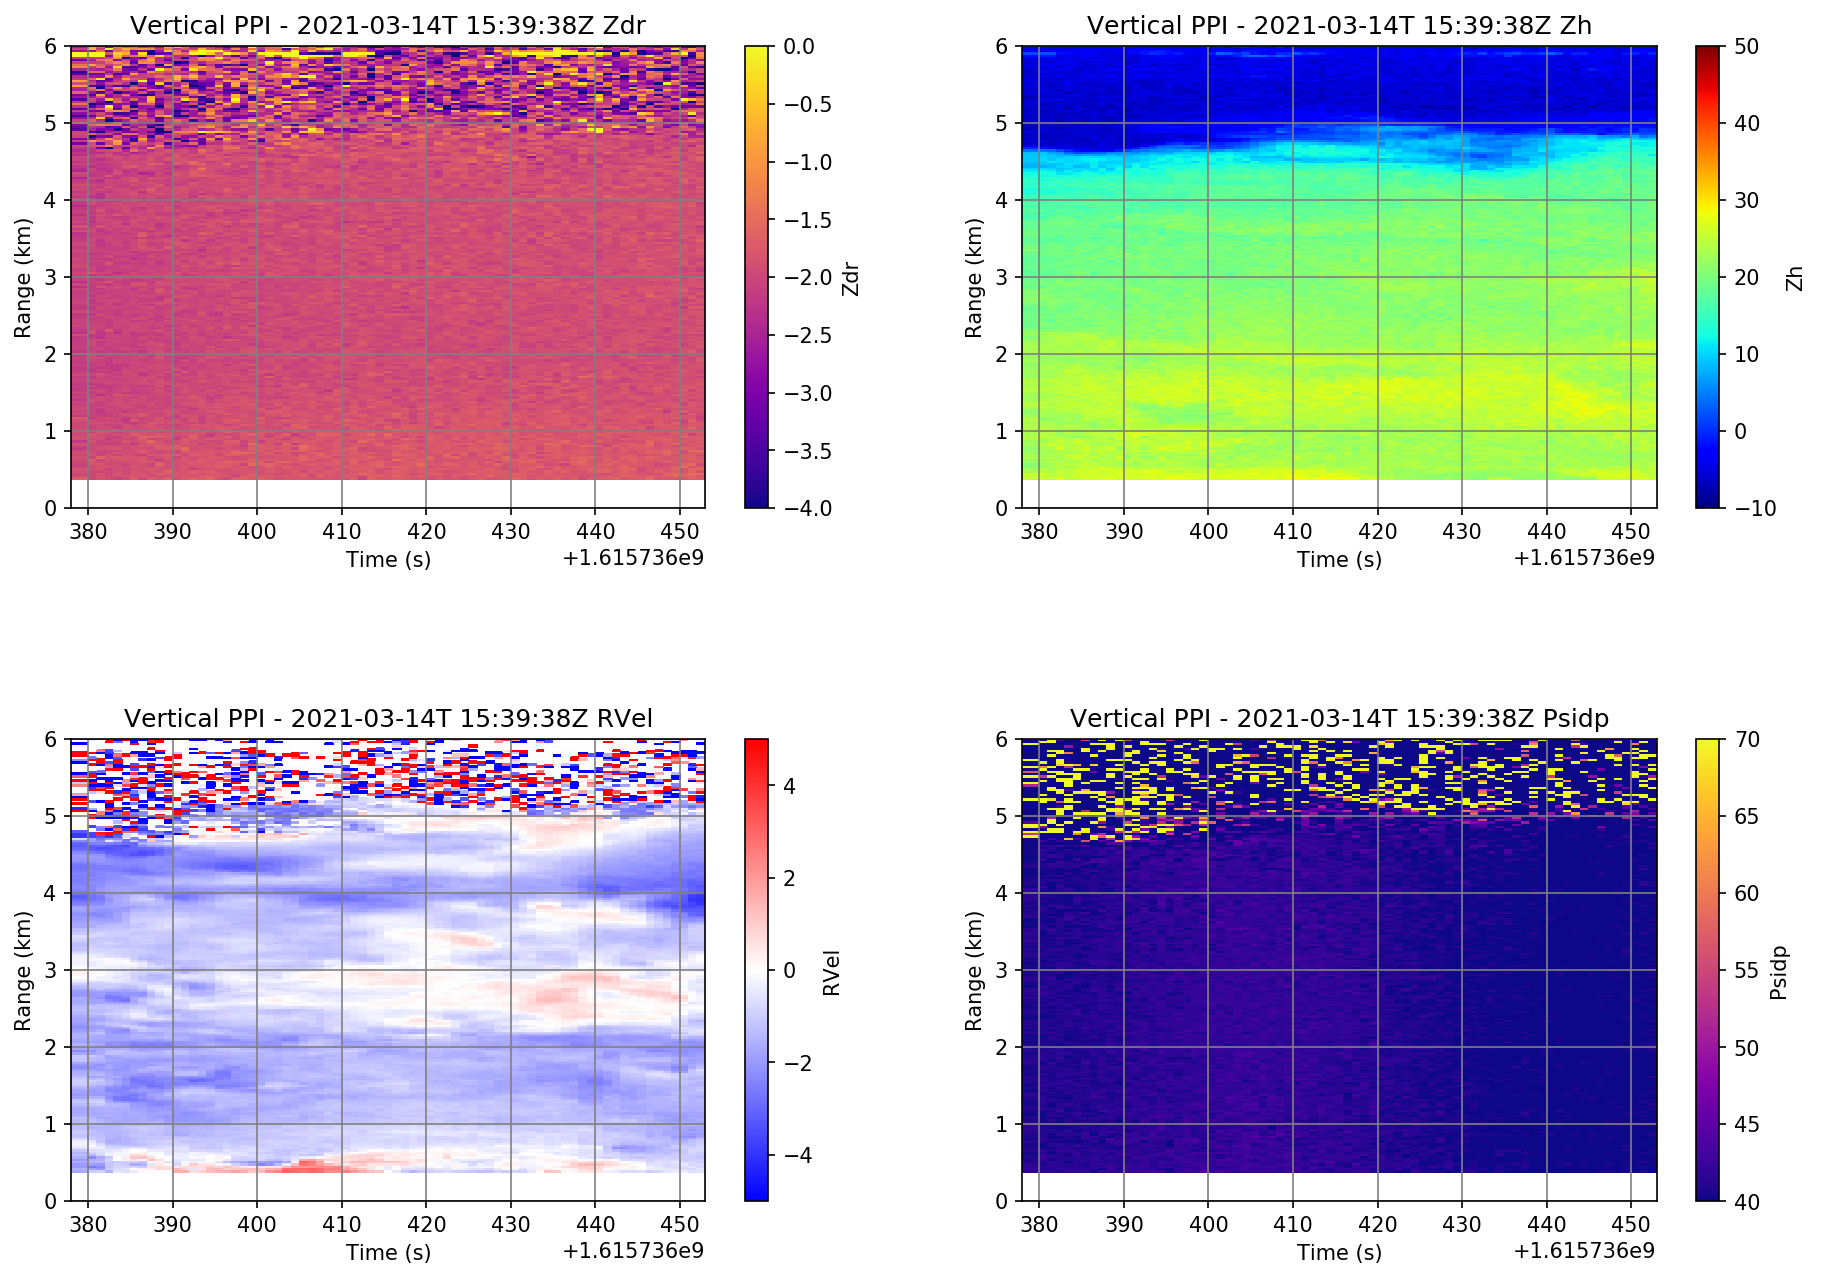 Vertical PPI - 2021-03-14T 15:39:38Z Zdr
6
5
4
3
2
1
0
Range (km)
380 390 400 410 420 430 440 450
Time (s)
+1.615736e9
0.0
−0.5
−1.0
−1.5
−2.0
−2.5
−3.0
−3.5
−4.0
Zdr
Vertical PPI - 2021-03-14T 15:39:38Z Zh
6
5
4
3
2
1
0
Range (km)
380 390 400 410 420 430 440 450
Time (s)
+1.615736e9
50
40
30
20
10
0
−10
Zh
Vertical PPI - 2021-03-14T 15:39:38Z RVel
6
5
4
3
2
1
0
Range (km)
380 390 400 410 420 430 440 450
Time (s)
+1.615736e9
4
2
0
−2
−4
RVel
Vertical PPI - 2021-03-14T 15:39:38Z Psidp
6
5
4
3
2
1
0
Range (km)
380 390 400 410 420 430 440 450
Time (s)
+1.615736e9
70
65
60
55
50
45
40
Psidp